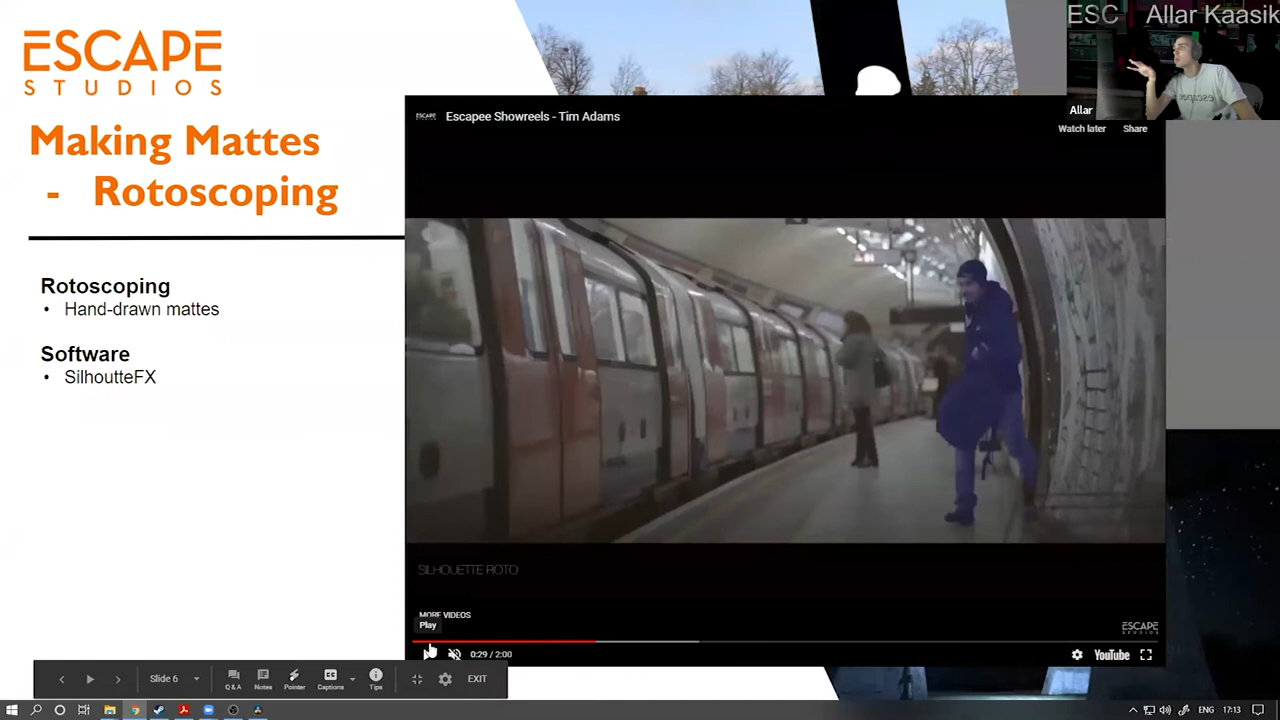 ESCAPE
STUDIOS
Making Mattes
- Rotoscoping
Rotoscoping
• Hand-drawn mattes
Software
• SilhoutteFX
ESC Allar Kaasik
Allar
ESCAPE
STUDIOS
Escapee Showreels - Tim Adams
Watch later
Share
SILHOUETTE ROTO
MORE VIDEOS
Play
ESCAPE
STUDIOS
0:29 / 2:00
YouTube
Slide 6
Q & A
Notes
Pointer
Captions
Tips
EXIT
ENG
17:13